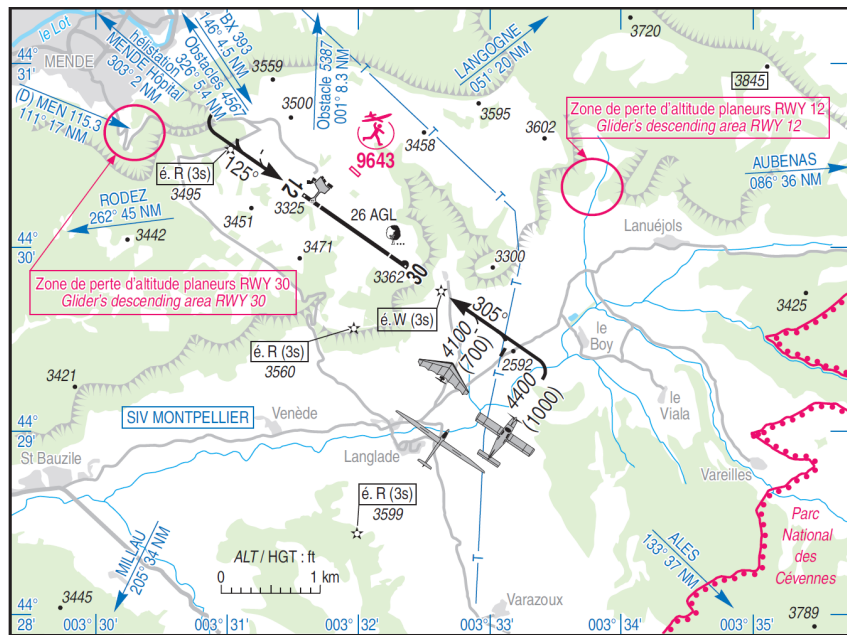 le Lot
MENDE
44°
31'
hélistation
MENDE Hôpital
303° 2 NM
Obstacles 4567
326° 5.4 NM
BX 393
146° 4.5 NM
Obstacle 5387
001° 8.3 NM
LANGOGNE
051° 20 NM
3720
3845
3559
3500
3595
3602
3458
9643
Zone de perte d'altitude planeurs RWY 12
Glider's descending area RWY 12
(D) MEN 115.3
111° 17 NM
125°
é. R (3s)
3495
12
3325
AUBENAS
086° 36 NM
RODEZ
262° 45 NM
3451
26 AGL
Lanuéjols
44°
30'
3442
3471
3362
30
3300
Zone de perte d'altitude planeurs RWY 30
Glider's descending area RWY 30
3425
é. W (3s)
305°
é. R (3s)
3560
4100
(700)
2592
le
Boy
4400
(1000)
3421
le
Viala
SIV MONTPELLIER
Venède
44°
29'
St Bauzile
Langlade
Vareilles
é. R (3s)
3599
T
T
T
T
Parc
National
des
Cévennes
MILLAU
205° 34 NM
ALES
133° 37 NM
ALT / HGT : ft
0 1 km
3445
Varazoux
3789
44°
28' 003° 30' 003° 31' 003° 32' 003° 33' 003° 34' 003° 35'